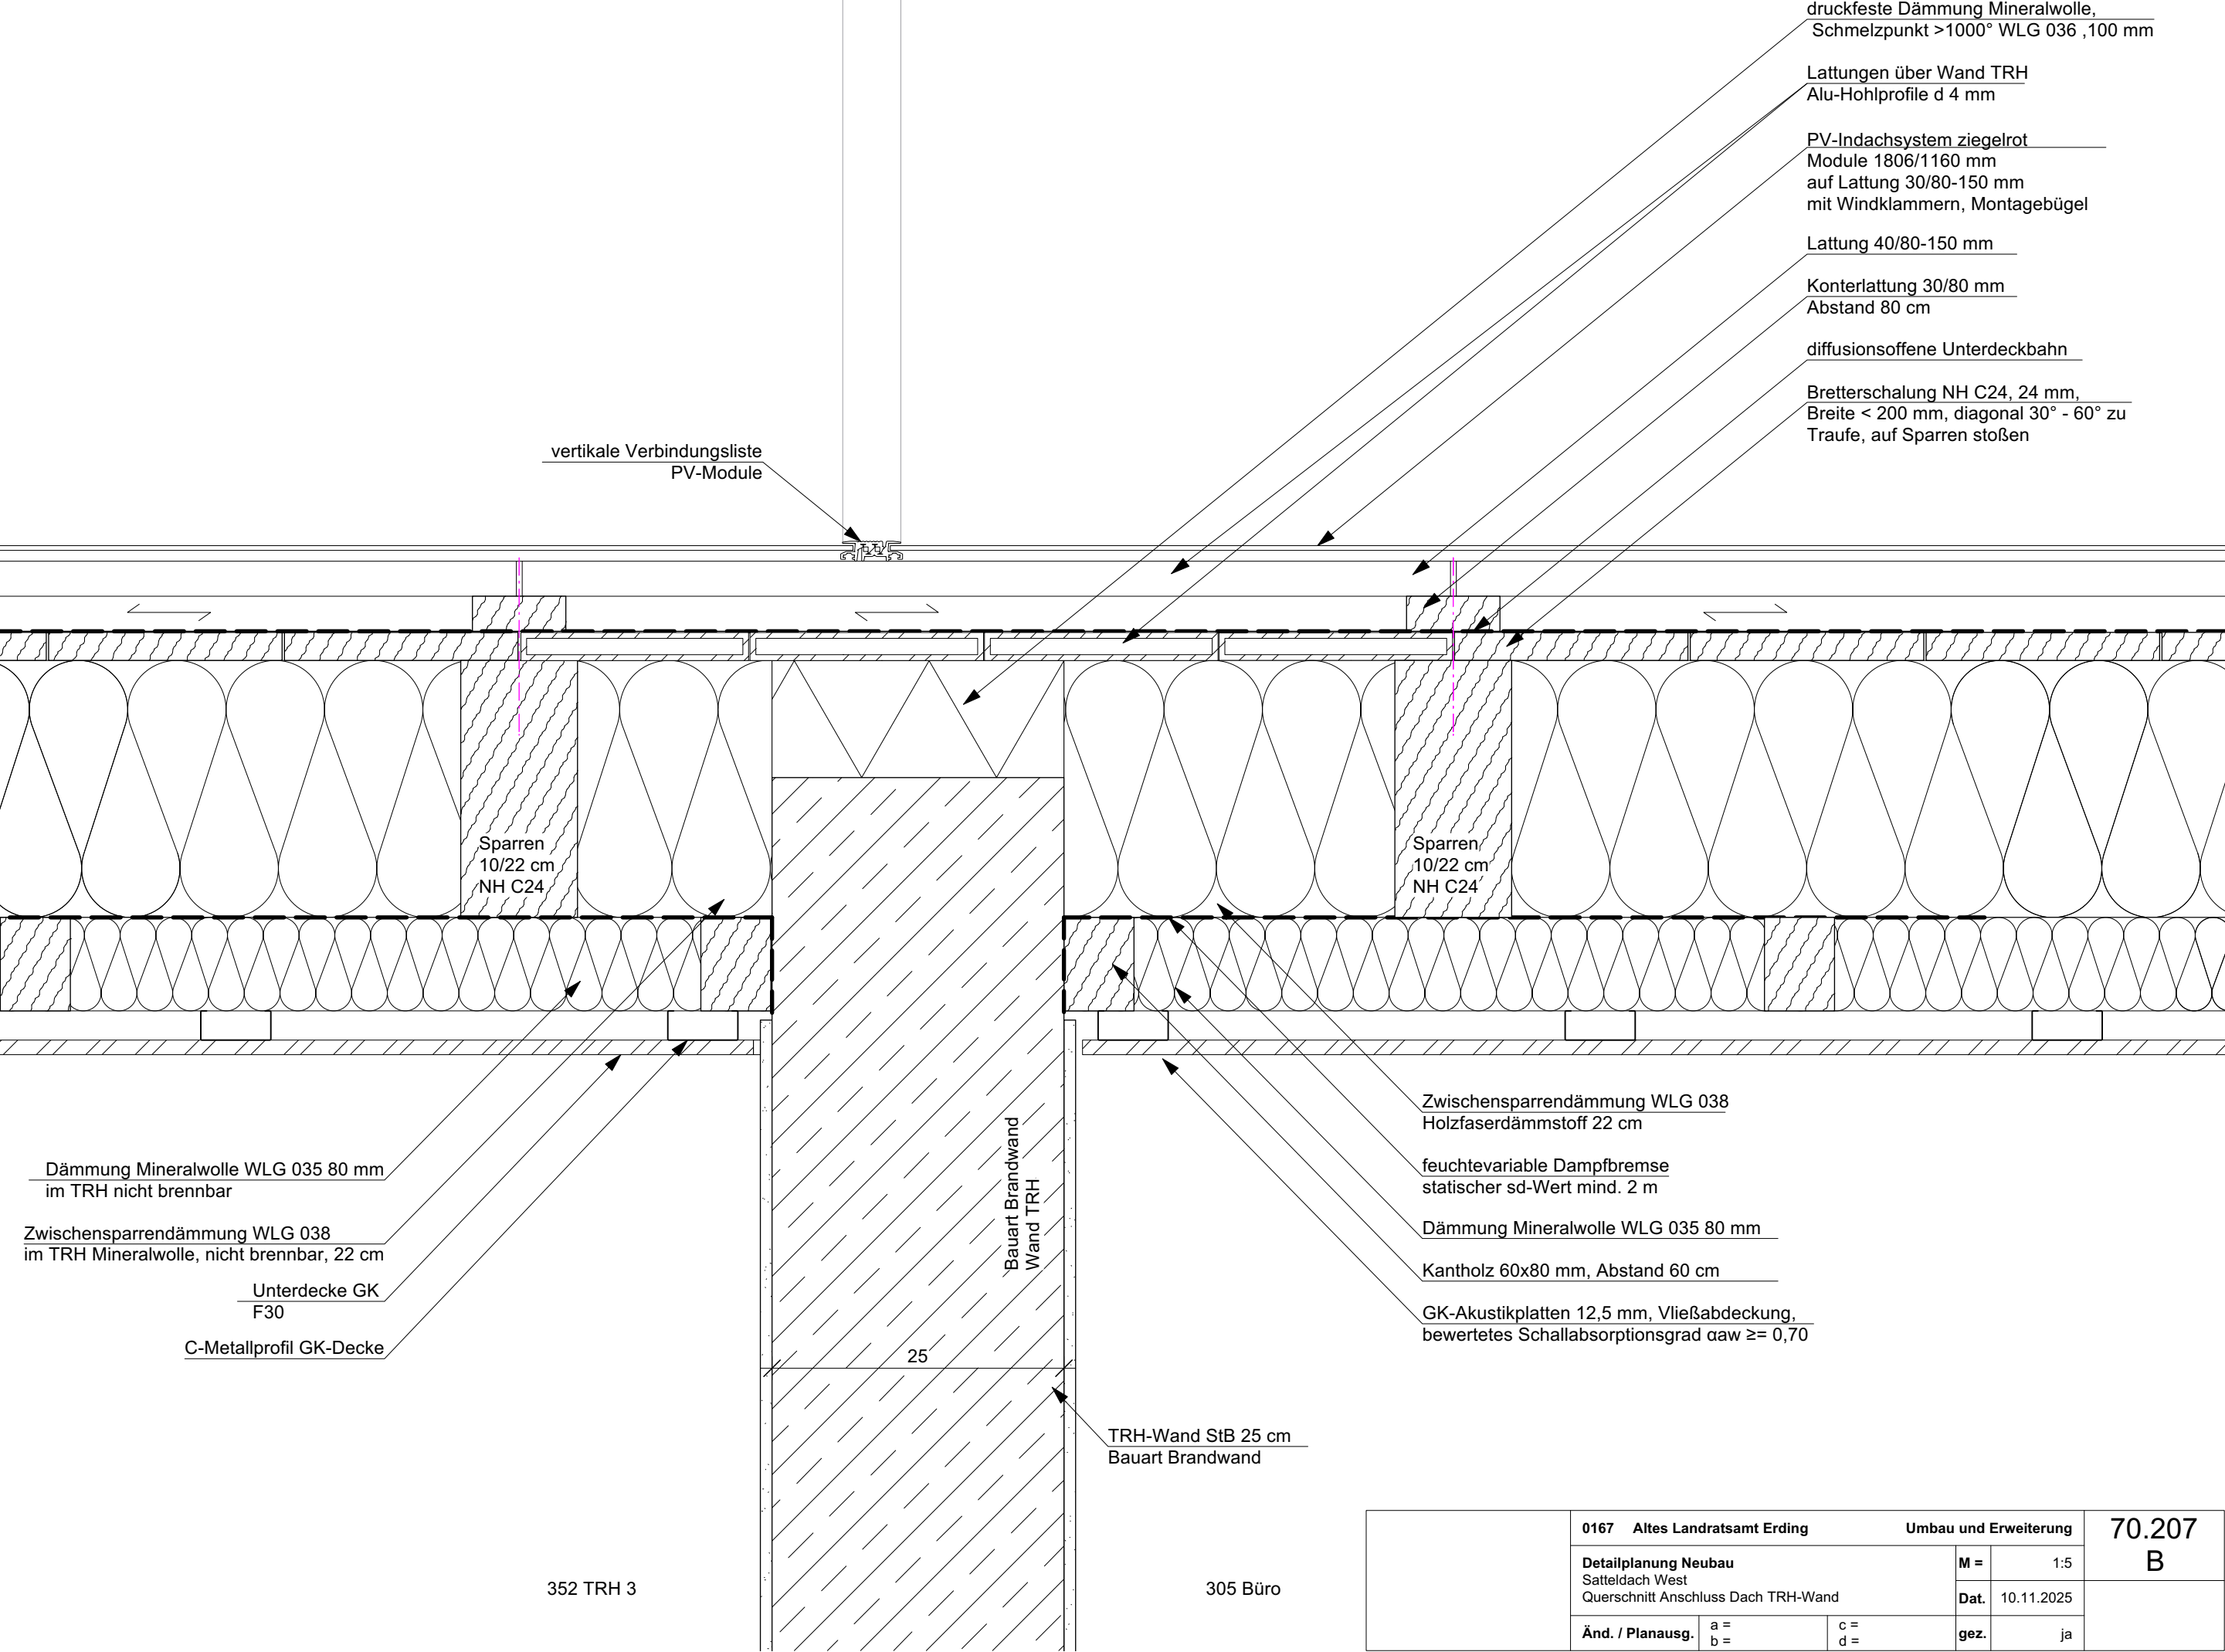 druckfeste Dämmung Mineralwolle,
Schmelzpunkt >1000° WLG 036 ,100 mm
Lattungen über Wand TRH
Alu-Hohlprofile d 4 mm
PV-Indachsystem ziegelrot
Module 1806/1160 mm
auf Lattung 30/80-150 mm
mit Windklammern, Montagebügel
Lattung 40/80-150 mm
Konterlattung 30/80 mm
Abstand 80 cm
diffusionsoffene Unterdeckbahn
Bretterschalung NH C24, 24 mm,
Breite < 200 mm, diagonal 30° - 60° zu
Traufe, auf Sparren stoßen
vertikale Verbindungsliste
PV-Module
Sparren
10/22 cm
NH C24
Sparren
10/22 cm
NH C24
Dämmung Mineralwolle WLG 035 80 mm
im TRH nicht brennbar
Zwischensparrendämmung WLG 038
im TRH Mineralwolle, nicht brennbar, 22 cm
Unterdecke GK
F30
C-Metallprofil GK-Decke
Bauart Brandwand
Wand TRH
25
Zwischensparrendämmung WLG 038
Holzfaserdämmstoff 22 cm
feuchtevariable Dampfbremse
statischer sd-Wert mind. 2 m
Dämmung Mineralwolle WLG 035 80 mm
Kantholz 60x80 mm, Abstand 60 cm
GK-Akustikplatten 12,5 mm, Vließabdeckung,
bewertetes Schallabsorptionsgrad αaw >= 0,70
TRH-Wand StB 25 cm
Bauart Brandwand
352 TRH 3
305 Büro
0167 Altes Landratsamt Erding Umbau und Erweiterung
70.207
B
Detailplanung Neubau
Satteldach West
Querschnitt Anschluss Dach TRH-Wand
M = 1:5
Dat. 10.11.2025
Änd. / Planausg.
a =
b =
c =
d =
gez. ja